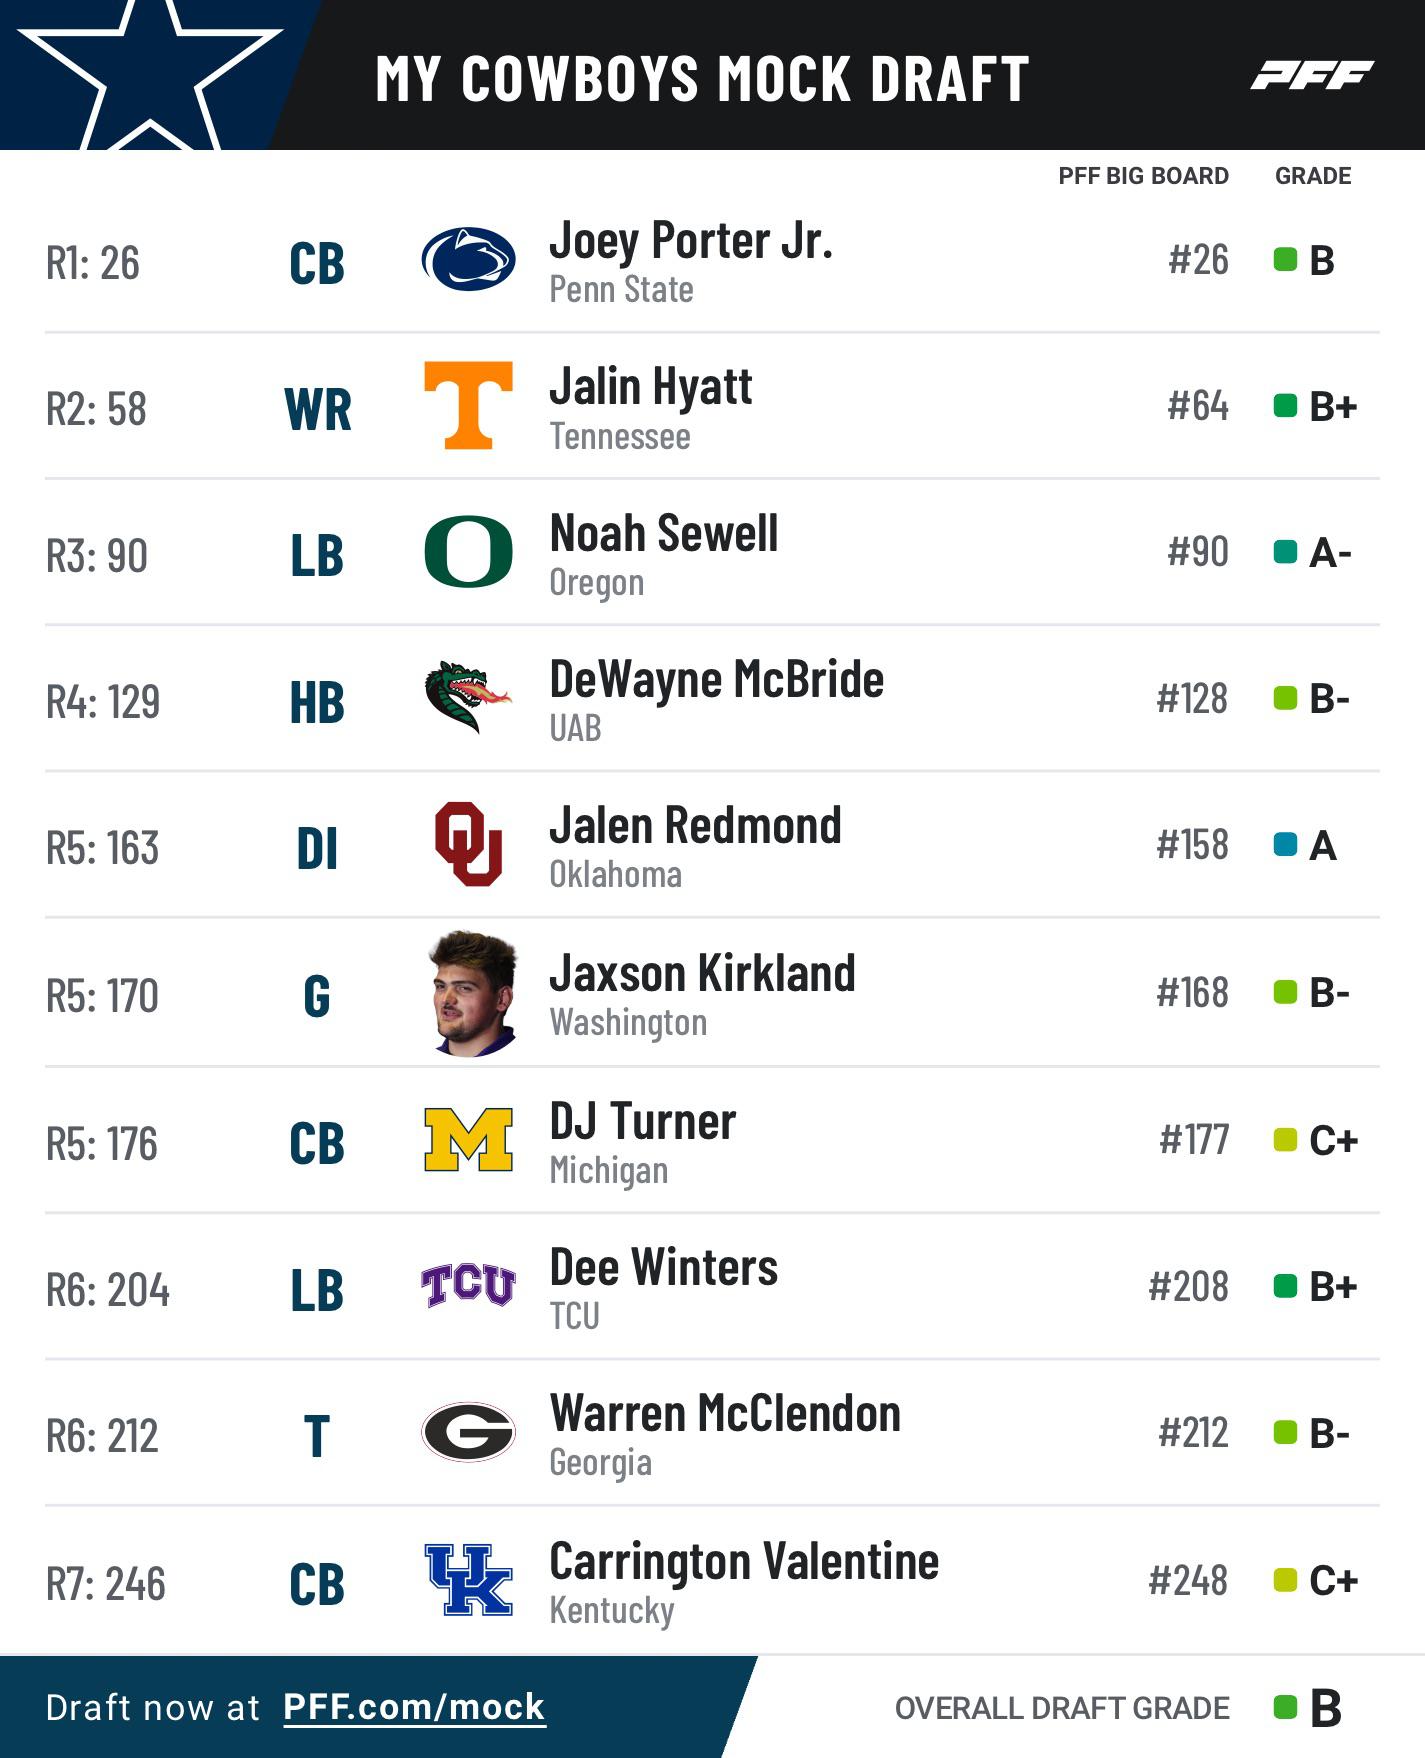 MY COWBOYS MOCK DRAFT
PFF
PFF BIG BOARD GRADE
R1: 26 CB Joey Porter Jr. #26 B
Penn State
R2: 58 WR T Jalin Hyatt #64 B+
Tennessee
R3: 90 LB O Noah Sewell #90 A-
Oregon
R4: 129 HB DeWayne McBride #128 B-
UAB
R5: 163 DI OU Jalen Redmond #158 A
Oklahoma
R5: 170 G Jaxson Kirkland #168 B-
Washington
R5: 176 CB M DJ Turner #177 C+
Michigan
R6: 204 LB TCU Dee Winters #208 B+
TCU
R6: 212 T G Warren McClendon #212 B-
Georgia
R7: 246 CB UK Carrington Valentine #248 C+
Kentucky
Draft now at PFF.com/mock OVERALL DRAFT GRADE B